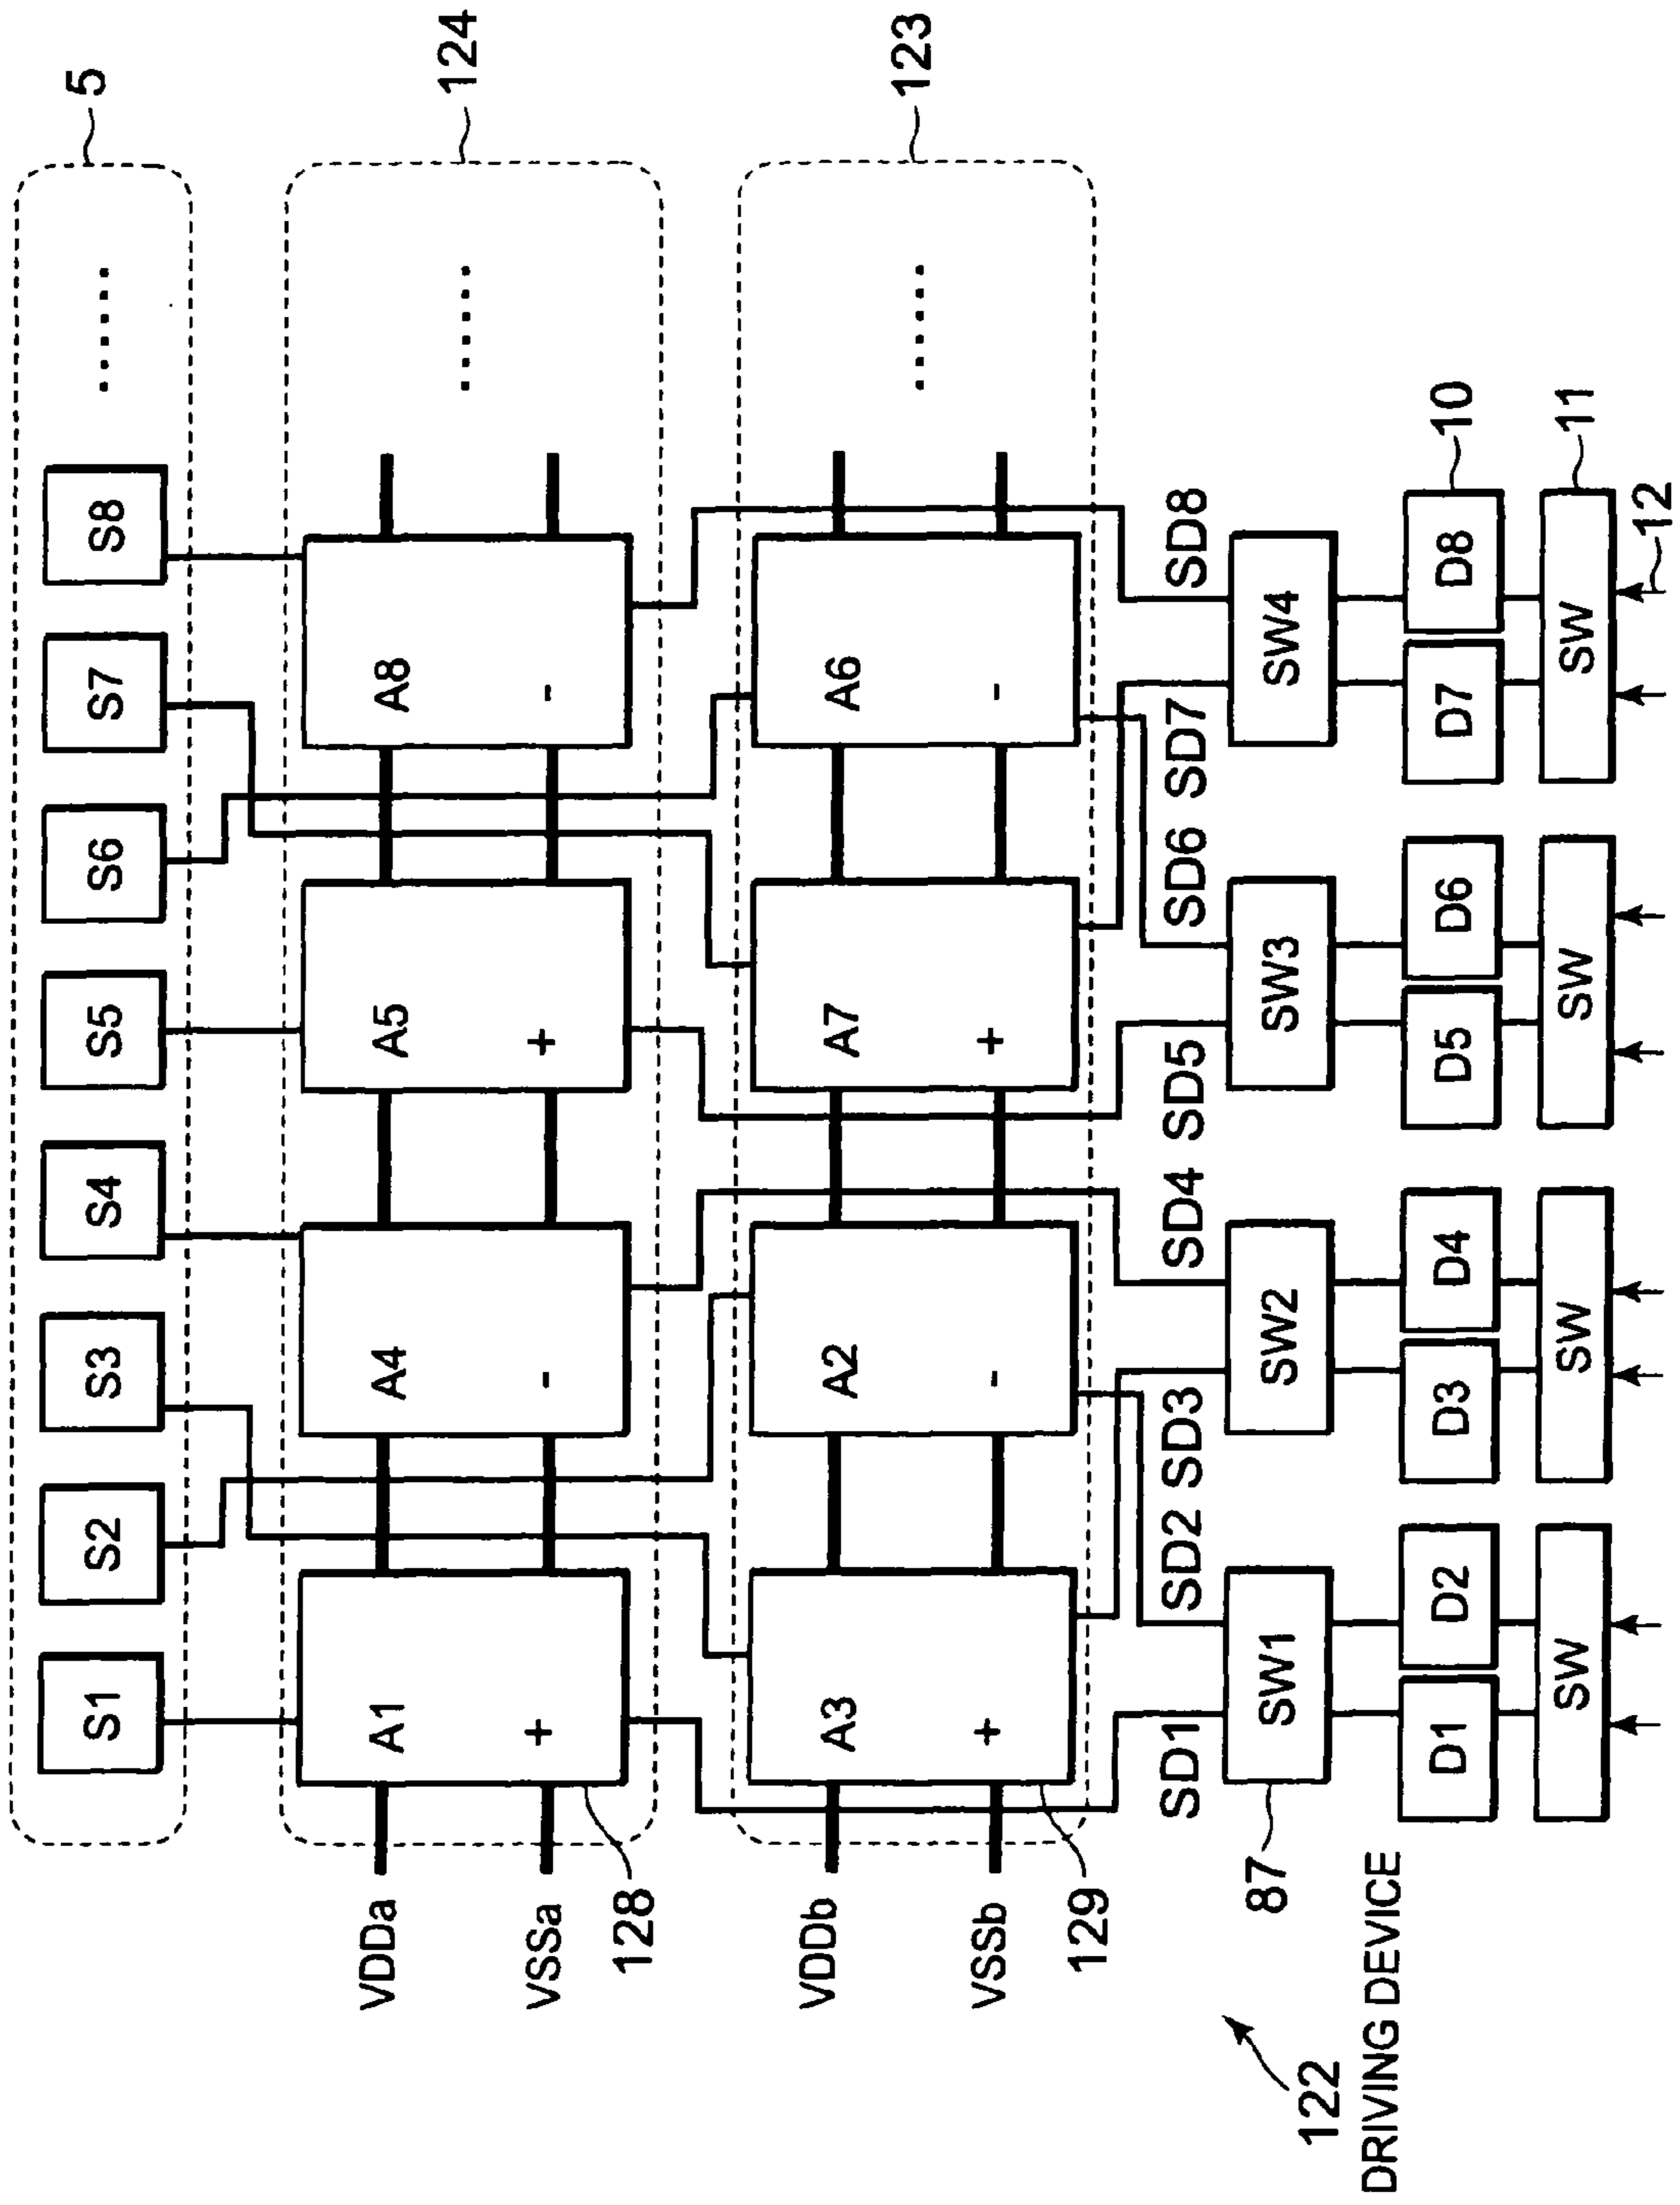 5
S1 S2 S3 S4 S5 S6 S7 S8 ......
124
VDDa A1 A4 A5 A8 ......
VSSa + - + -
128
123
VDDb A3 A2 A7 A6 ......
VSSb + - + -
129
SD1 SD2 SD3 SD4 SD5 SD6 SD7 SD8
87 SW1 SW2 SW3 SW4
122
DRIVING DEVICE
D1 D2 D3 D4 D5 D6 D7 D8 10
SW SW SW SW 11
12